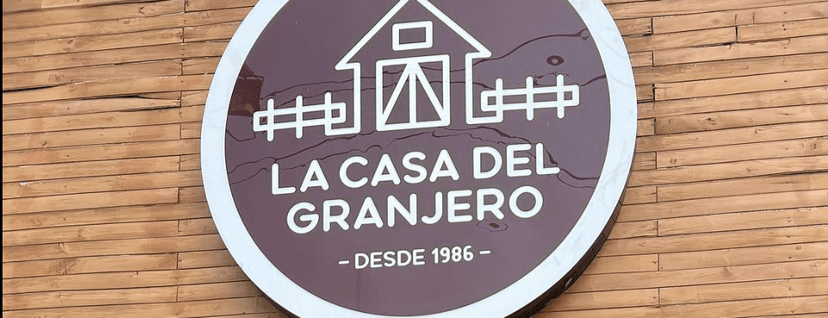 LA CASA DEL
GRANJERO
- DESDE 1986 -